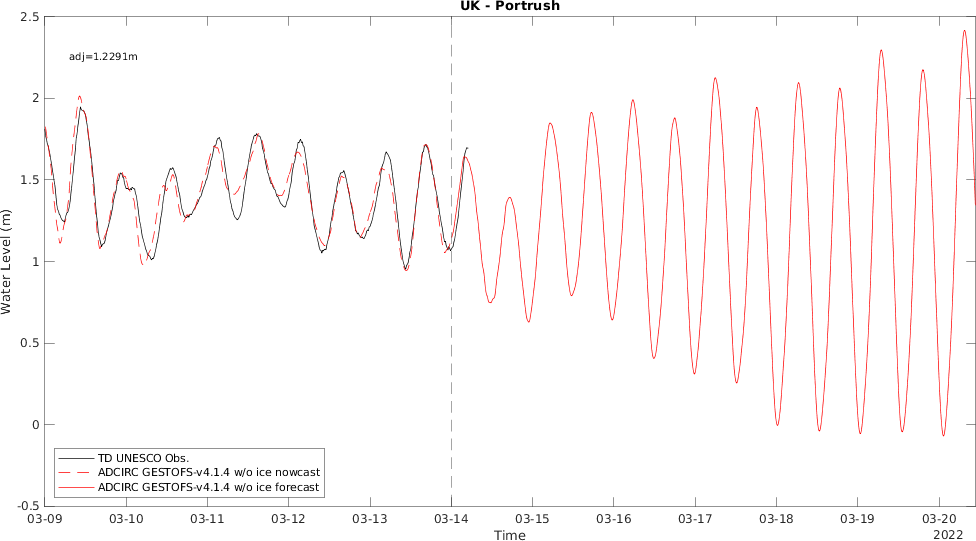 UK - Portrush
adj=1.2291m
Water Level (m)
2.5
2
1.5
1
0.5
0
-0.5
TD UNESCO Obs.
ADCIRC GESTOFS-v4.1.4 w/o ice nowcast
ADCIRC GESTOFS-v4.1.4 w/o ice forecast
03-09 03-10 03-11 03-12 03-13 03-14 03-15 03-16 03-17 03-18 03-19 03-20
Time
2022